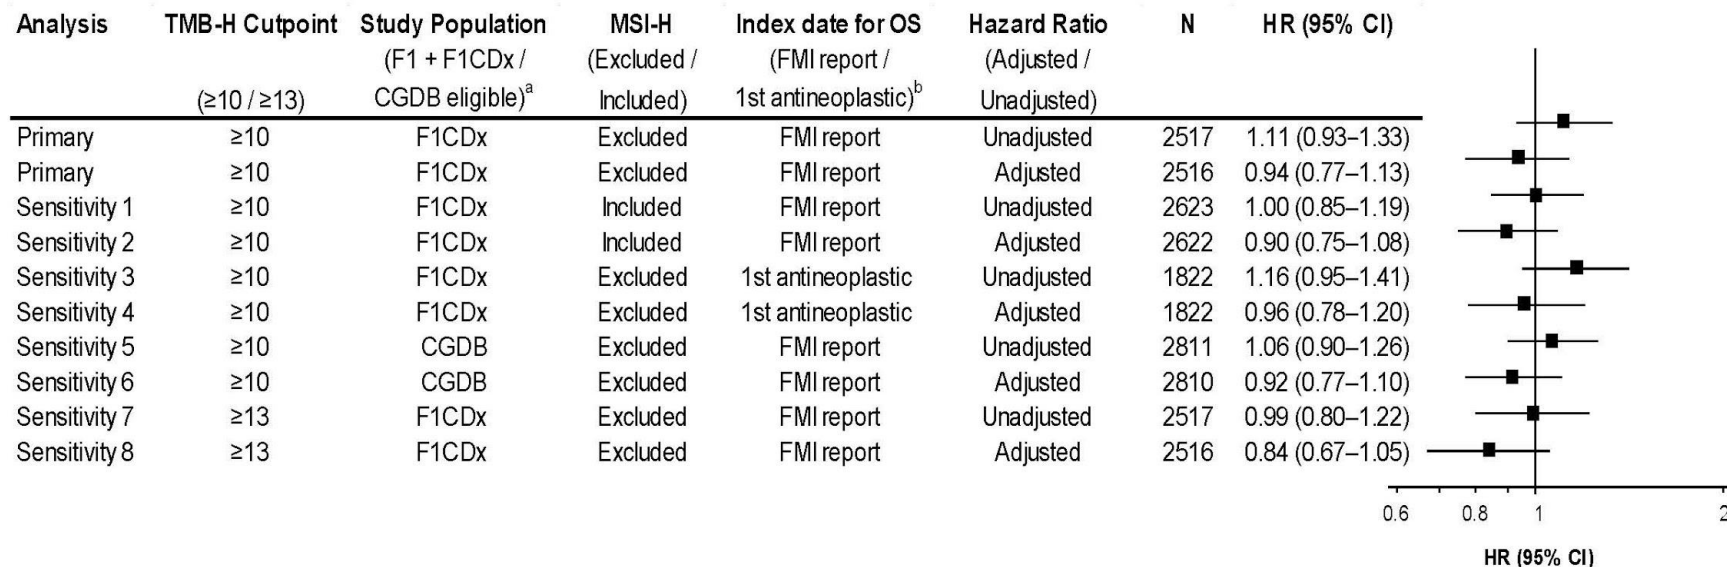 Analysis TMB-H Cutpoint Study Population MSI-H Index date for OS Hazard Ratio N HR (95% CI)
(F1 + F1CDx / (Excluded / (FMI report / (Adjusted /
(≥10 / ≥13) CGDB eligible)a Included) 1st antineoplastic)b Unadjusted)
Primary ≥10 F1CDx Excluded FMI report Unadjusted 2517 1.11 (0.93–1.33)
Primary ≥10 F1CDx Excluded FMI report Adjusted 2516 0.94 (0.77–1.13)
Sensitivity 1 ≥10 F1CDx Included FMI report Unadjusted 2623 1.00 (0.85–1.19)
Sensitivity 2 ≥10 F1CDx Included FMI report Adjusted 2622 0.90 (0.75–1.08)
Sensitivity 3 ≥10 F1CDx Excluded 1st antineoplastic Unadjusted 1822 1.16 (0.95–1.41)
Sensitivity 4 ≥10 F1CDx Excluded 1st antineoplastic Adjusted 1822 0.96 (0.78–1.20)
Sensitivity 5 ≥10 CGDB Excluded FMI report Unadjusted 2811 1.06 (0.90–1.26)
Sensitivity 6 ≥10 CGDB Excluded FMI report Adjusted 2810 0.92 (0.77–1.10)
Sensitivity 7 ≥13 F1CDx Excluded FMI report Unadjusted 2517 0.99 (0.80–1.22)
Sensitivity 8 ≥13 F1CDx Excluded FMI report Adjusted 2516 0.84 (0.67–1.05)
0.6 0.8 1 2
HR (95% CI)